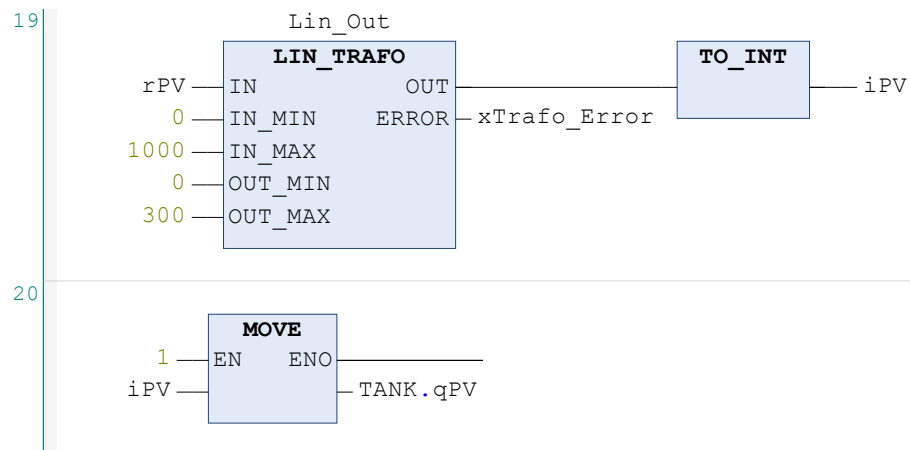 19
Lin_Out
LIN_TRAFO TO_INT
rPV IN OUT iPV
0 IN_MIN ERROR xTrafo_Error
1000 IN_MAX
0 OUT_MIN
300 OUT_MAX
20
MOVE
1 EN ENO
iPV TANK.qPV